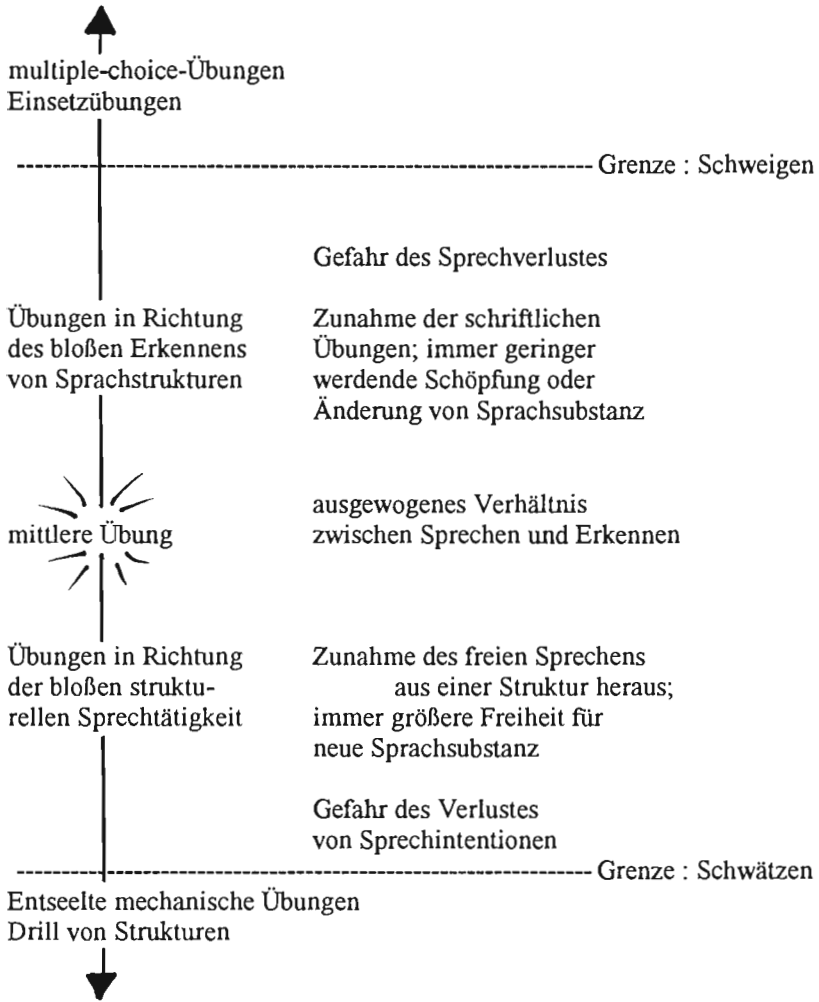 multiple-choice-Übungen
Einsetzübungen
Grenze : Schweigen
Gefahr des Sprechverlustes
Übungen in Richtung
des bloßen Erkennens
von Sprachstrukturen
Zunahme der schriftlichen
Übungen; immer geringer
werdende Schöpfung oder
Änderung von Sprachsubstanz
mittlere Übung
ausgewogenes Verhältnis
zwischen Sprechen und Erkennen
Übungen in Richtung
der bloßen struktu-
rellen Sprechtätigkeit
Zunahme des freien Sprechens
aus einer Struktur heraus;
immer größere Freiheit für
neue Sprachsubstanz
Gefahr des Verlustes
von Sprechintentionen
Grenze : Schwätzen
Entseelte mechanische Übungen
Drill von Strukturen